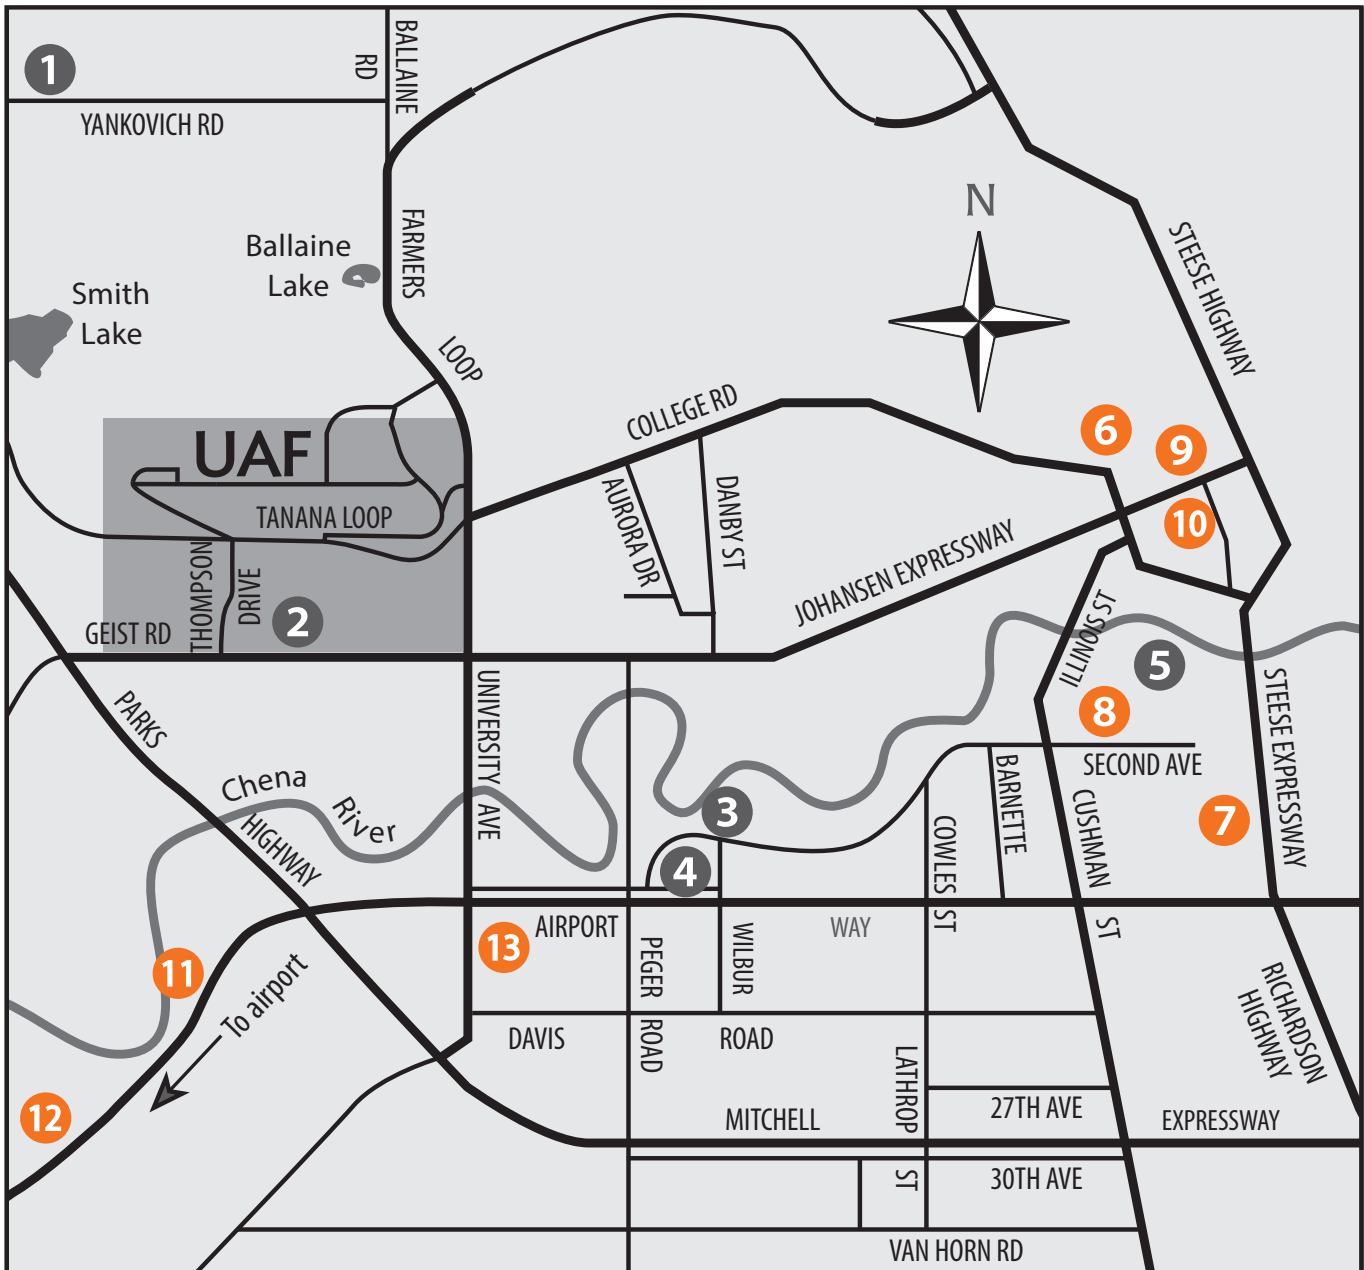 1
BALLAINE
RD
YANKOVICH RD
N
FARMERS
LOOP
Ballaine
Lake
Smith
Lake
STEESE HIGHWAY
COLLEGE RD
6
9
10
UAF
TANANA LOOP
AURORA DR
DANBY ST
JOHANSEN EXPRESSWAY
THOMPSON
DRIVE
2
GEIST RD
ILLINOIS ST
5
8
PARKS
HIGHWAY
UNIVERSITY
AVE
STEESE EXPRESSWAY
SECOND AVE
BARNETTE
CUSHMAN
ST
Chena
River
3
4
7
COWLES
ST
AIRPORT
WAY
13
PEGER
ROAD
WILBUR
11
To airport
RICHARDSON
HIGHWAY
DAVIS
ROAD
LATHROP
ST
12
27TH AVE
MITCHELL
EXPRESSWAY
30TH AVE
VAN HORN RD